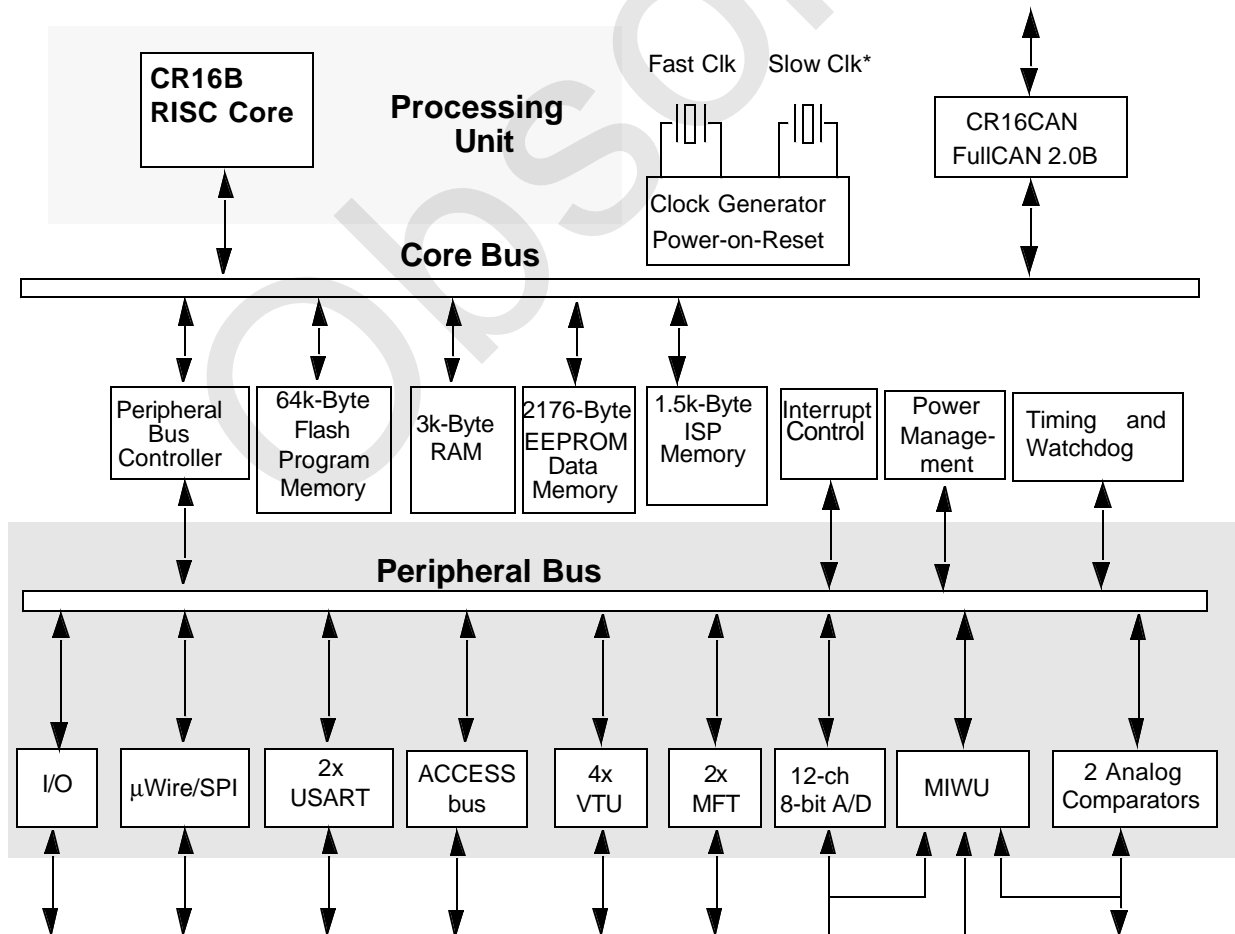 CR16B
RISC Core
Processing
Unit
Fast Clk
Slow Clk*
CR16CAN
FullCAN 2.0B
Clock Generator
Power-on-Reset
Core Bus
Peripheral
Bus
Controller
64k-Byte
Flash
Program
Memory
3k-Byte
RAM
2176-Byte
EEPROM
Data
Memory
1.5k-Byte
ISP
Memory
Interrupt
Control
Power
Manage-
ment
Timing and
Watchdog
Peripheral Bus
I/O
μWire/SPI
2x
USART
ACCESS
bus
4x
VTU
2x
MFT
12-ch
8-bit A/D
MIWU
2 Analog
Comparators
Obso